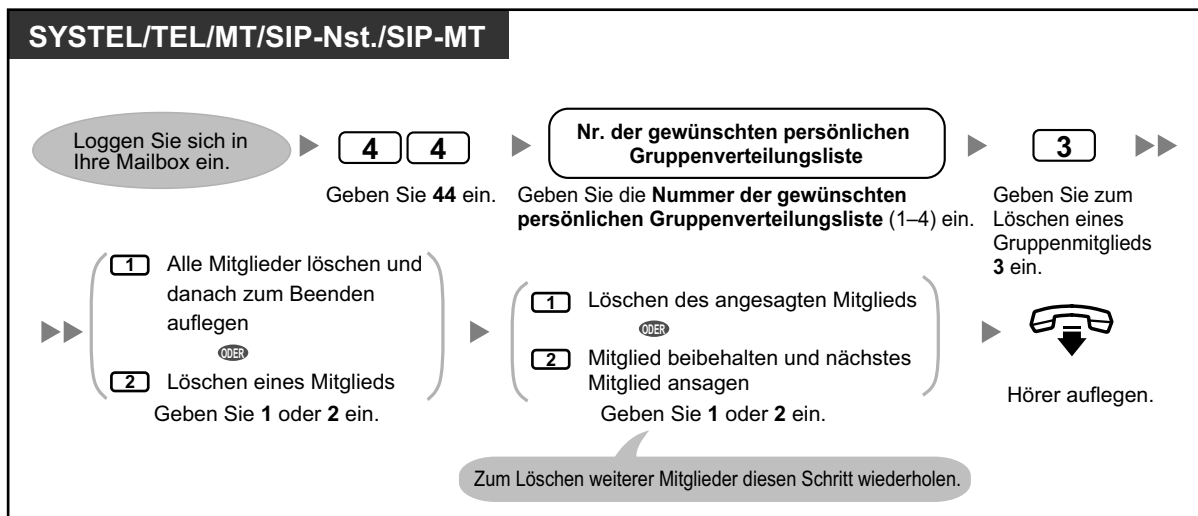 SYSTEL/TEL/MT/SIP-Nst./SIP-MT
Loggen Sie sich in
Ihre Mailbox ein.
4 4
Geben Sie 44 ein.
Nr. der gewünschten persönlichen
Gruppenverteilungsliste
Geben Sie die Nummer der gewünschten
persönlichen Gruppenverteilungsliste (1–4) ein.
3
Geben Sie zum
Löschen eines
Gruppenmitglieds
3 ein.
1 Alle Mitglieder löschen und
danach zum Beenden
auflegen
ODER
2 Löschen eines Mitglieds
Geben Sie 1 oder 2 ein.
1 Löschen des angesagten Mitglieds
ODER
2 Mitglied beibehalten und nächstes
Mitglied ansagen
Geben Sie 1 oder 2 ein.
Zum Löschen weiterer Mitglieder diesen Schritt wiederholen.
Hörer auflegen.